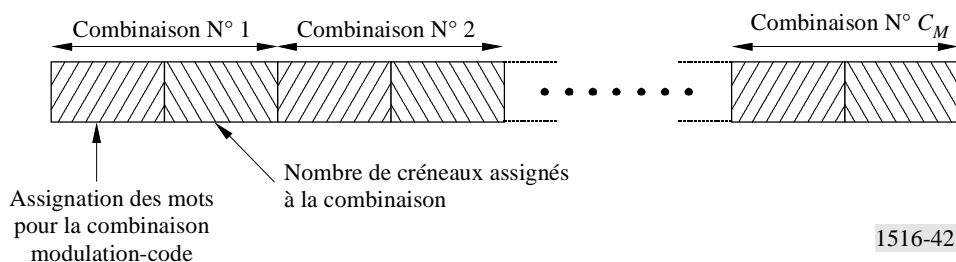 Combinaison N° 1
Combinaison N° 2
Combinaison N° C_M
Assignation des mots
pour la combinaison
modulation-code
Nombre de créneaux assignés
à la combinaison
1516-42